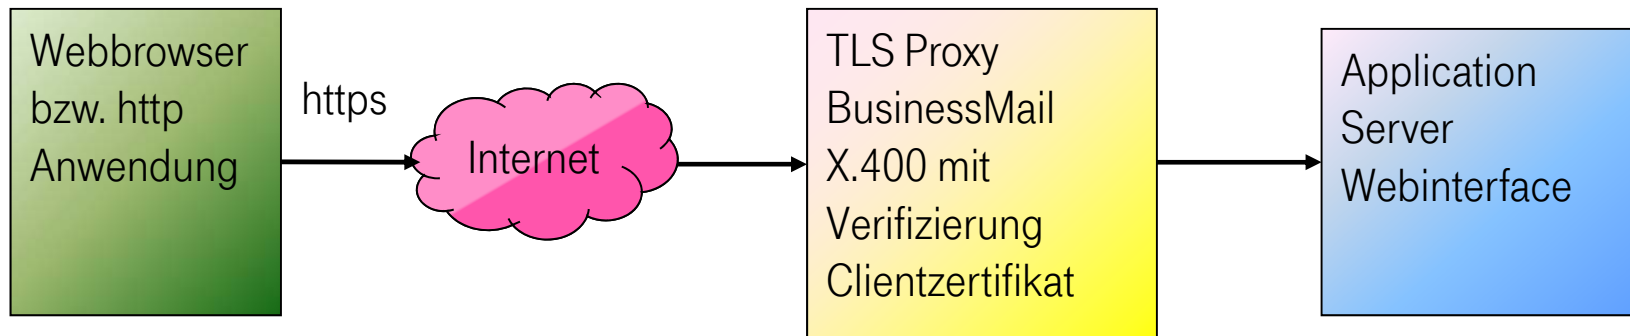 Webbrowser
bzw. http
Anwendung
https
Internet
TLS Proxy
BusinessMail
X.400 mit
Verifizierung
Clientzertifikat
Application
Server
Webinterface